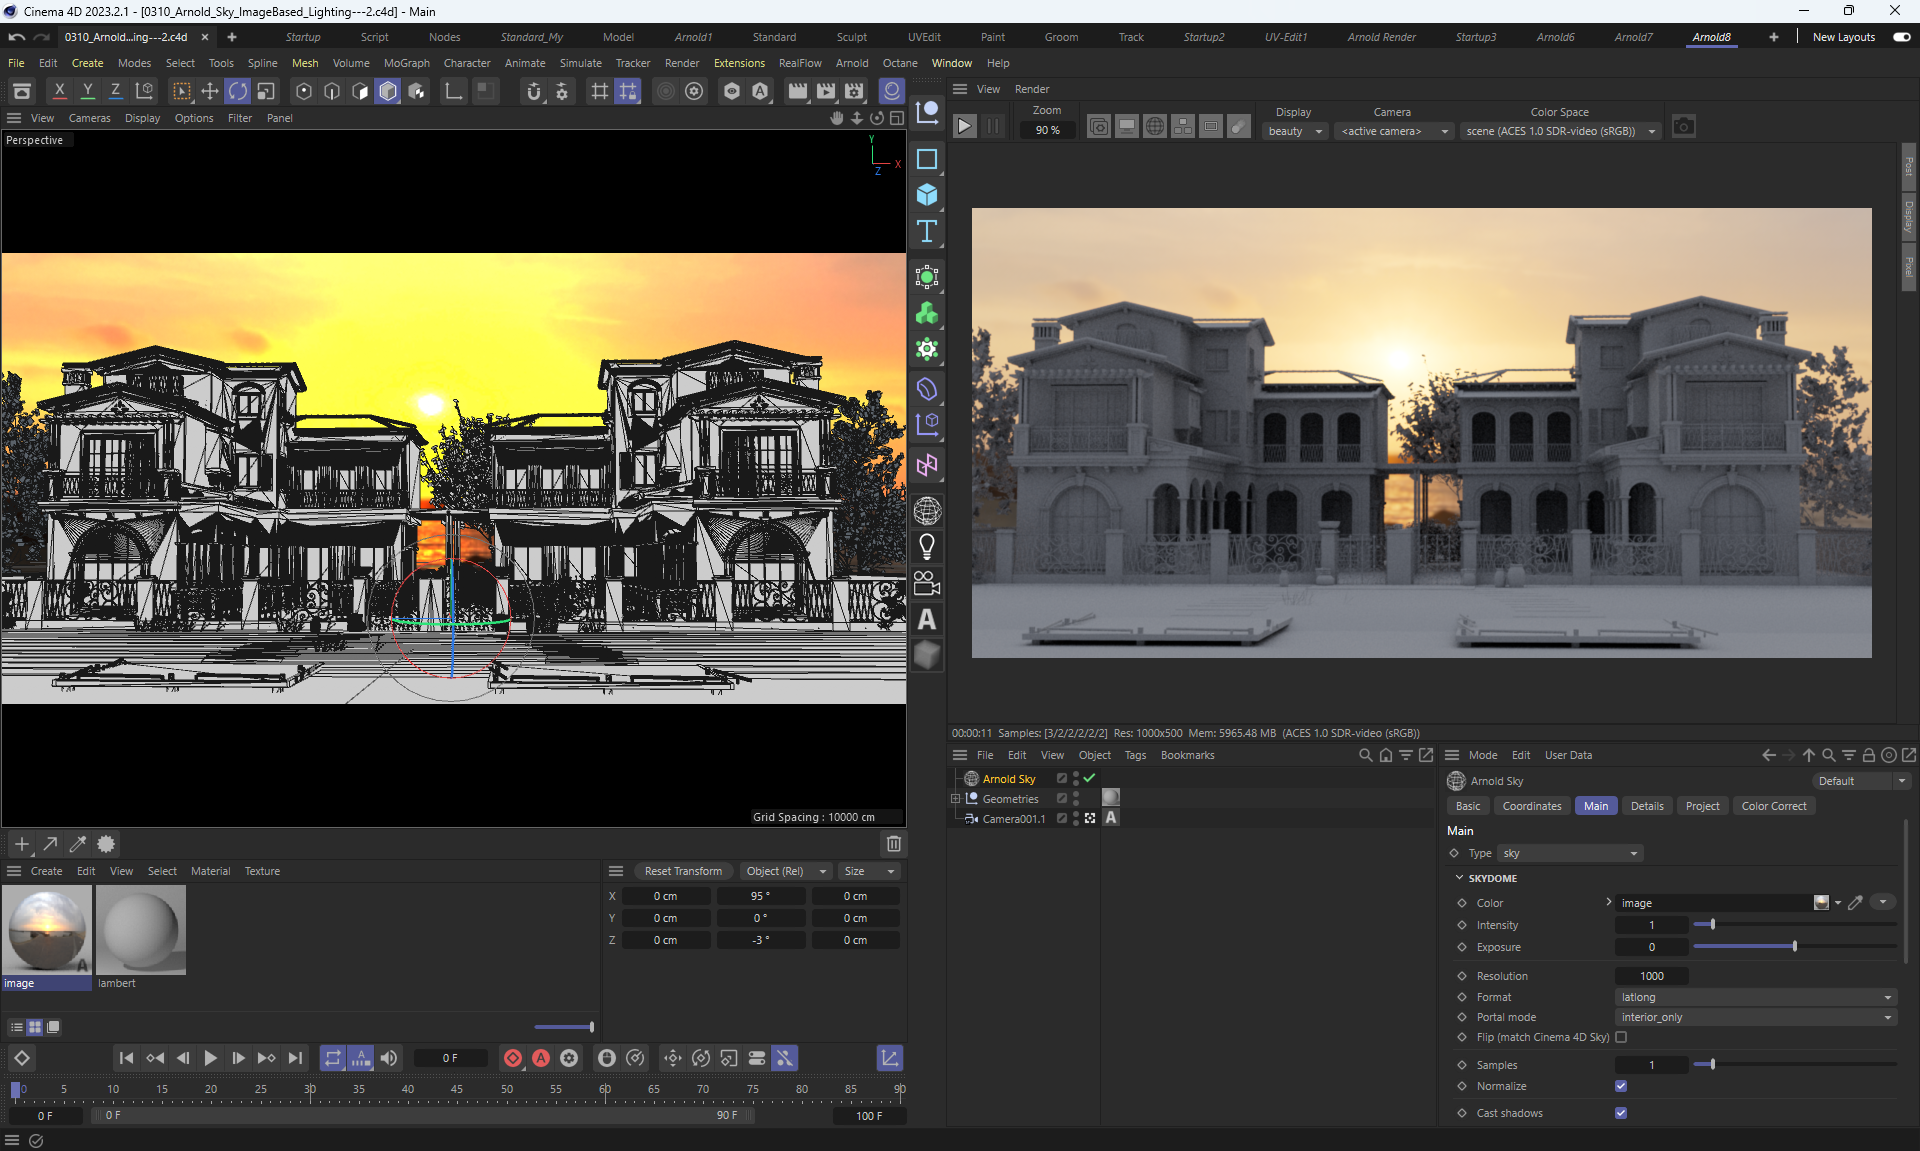 Cinema 4D 2023.2.1 - [0310_Arnold_Sky_ImageBased_Lighting---2.c4d] - Main
0310_Arnold...ing---2.c4d × + Startup Script Nodes Standard_My Model Arnold1 Standard Sculpt UVEdit Paint Groom Track Startup2 UV-Edit1 Arnold Render Startup3 Arnold6 Arnold7 Arnold8 + New Layouts
File Edit Create Modes Select Tools Spline Mesh Volume MoGraph Character Animate Simulate Tracker Render Extensions RealFlow Arnold Octane Window Help
X Y Z
View Render
View Cameras Display Options Filter Panel
Zoom Display Camera Color Space
90 % beauty <active camera> scene (ACES 1.0 SDR-video (sRGB))
Perspective
Y
X
Z
Post
Display
Pixel
Grid Spacing : 10000 cm
00:00:11 Samples: [3/2/2/2/2/2] Res: 1000x500 Mem: 5965.48 MB (ACES 1.0 SDR-video (sRGB))
File Edit View Object Tags Bookmarks
Arnold Sky
Geometries
Camera001.1
A
Mode Edit User Data
Arnold Sky Default
Basic Coordinates Main Details Project Color Correct
Main
Type sky
SKYDOME
Color image
Intensity 1
Exposure 0
Resolution 1000
Format latlong
Portal mode interior_only
Flip (match Cinema 4D Sky)
Samples 1
Normalize
Cast shadows
Create Edit View Select Material Texture
A
image lambert
Reset Transform Object (Rel) Size
X 0 cm 95 ° 0 cm
Y 0 cm 0 ° 0 cm
Z 0 cm -3 ° 0 cm
0 F
0 5 10 15 20 25 30 35 40 45 50 55 60 65 70 75 80 85 90
0 F 0 F 90 F 100 F